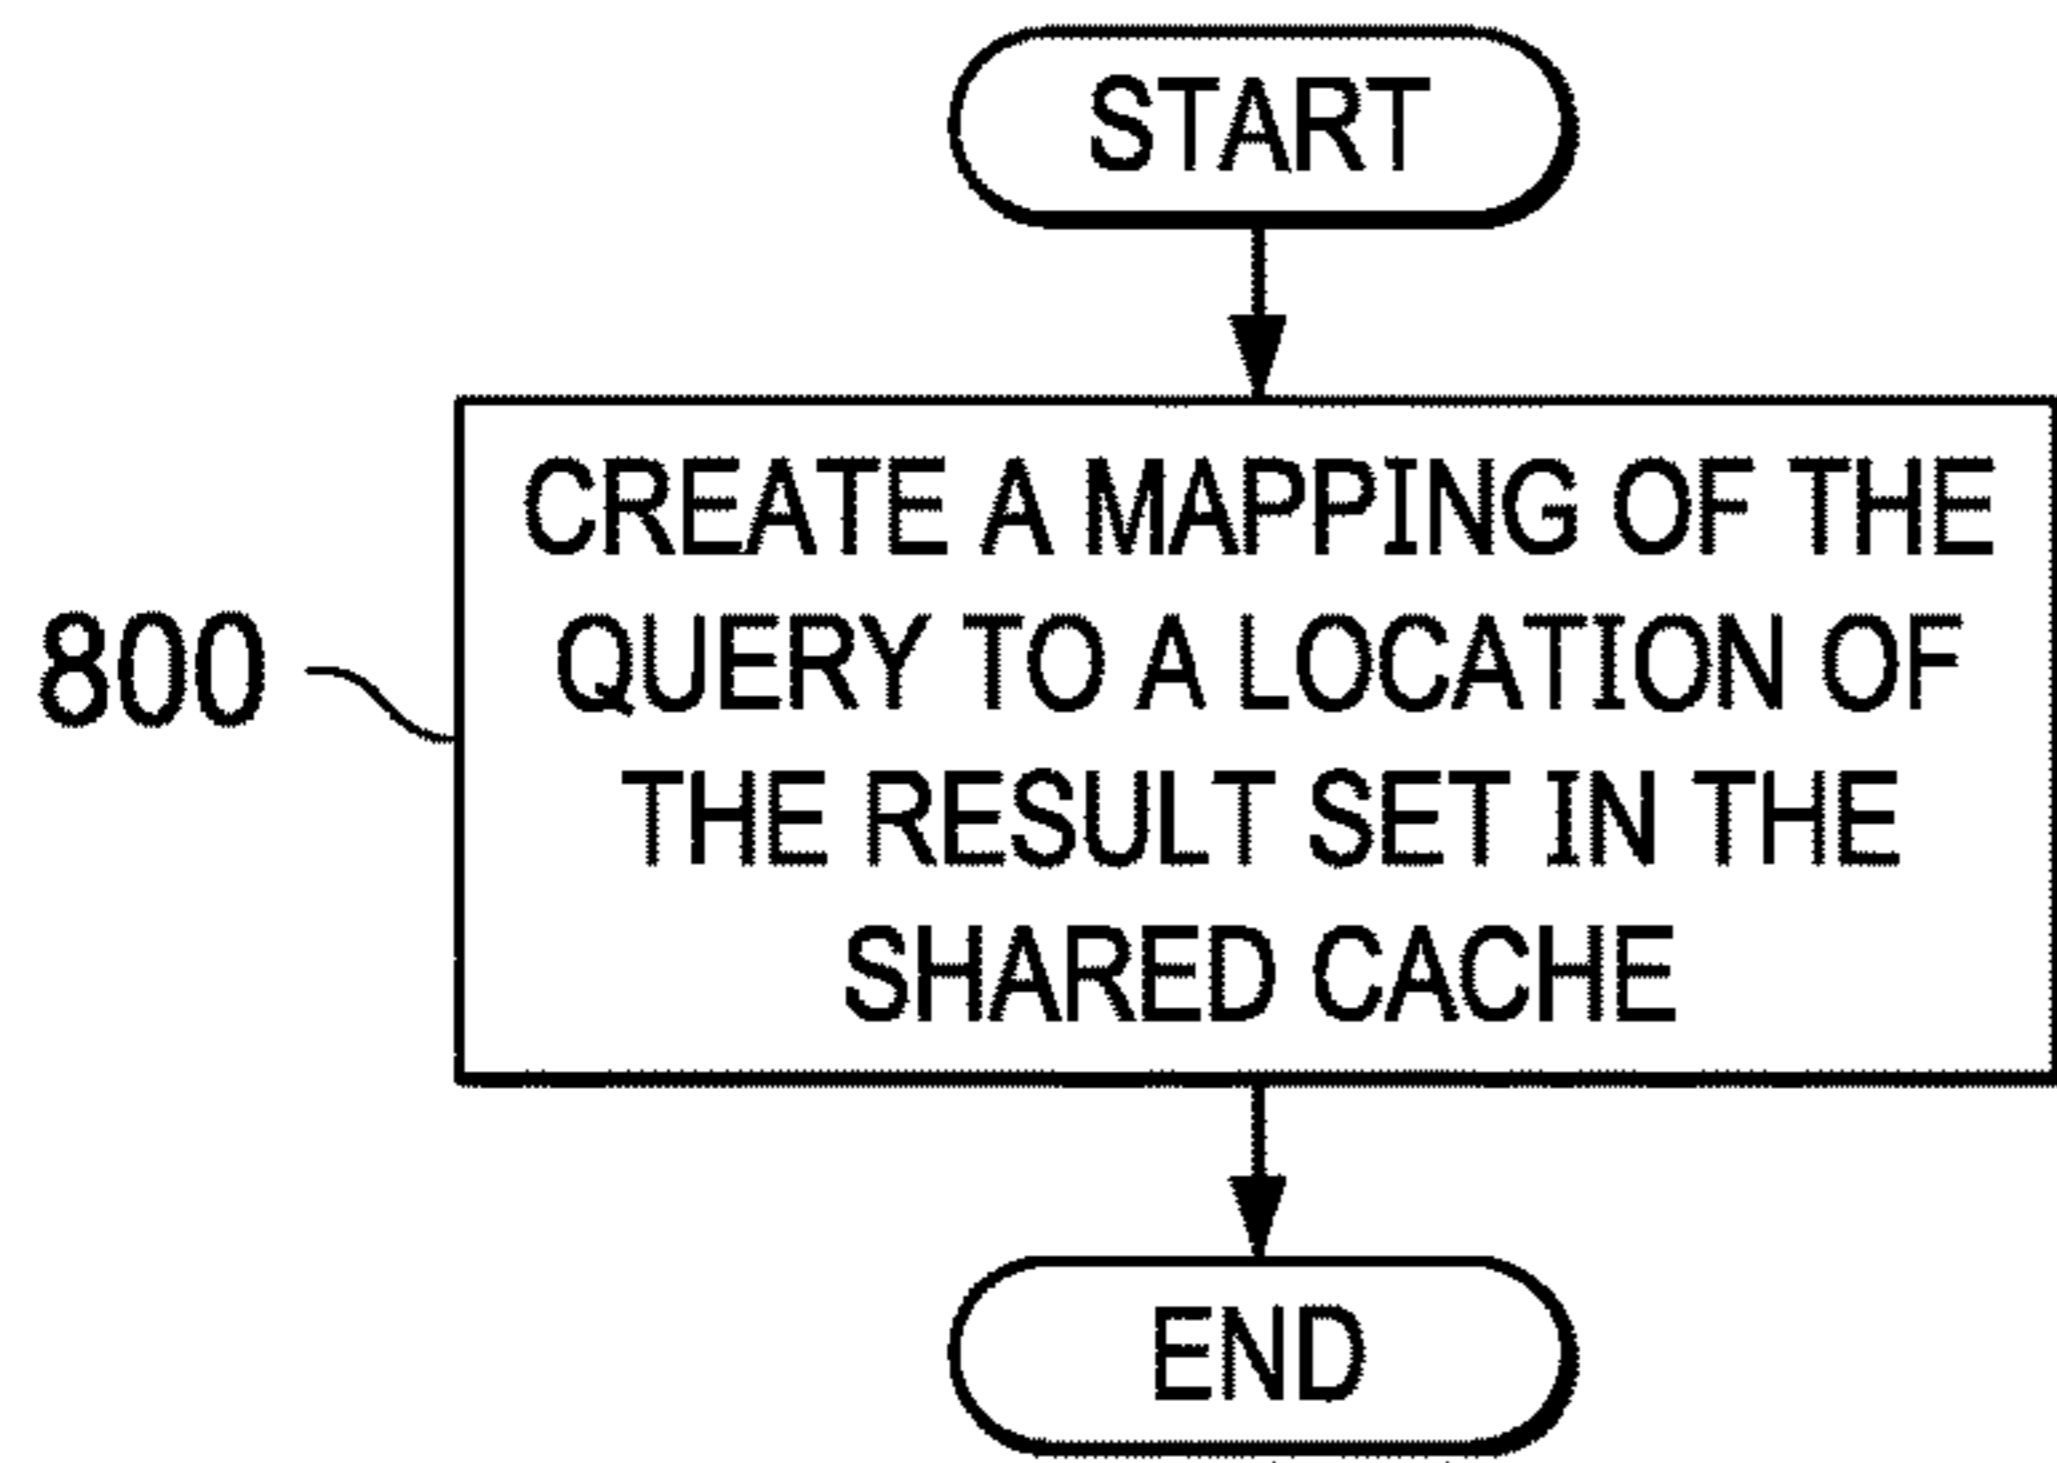 START
CREATE A MAPPING OF THE
QUERY TO A LOCATION OF
THE RESULT SET IN THE
SHARED CACHE
800
END